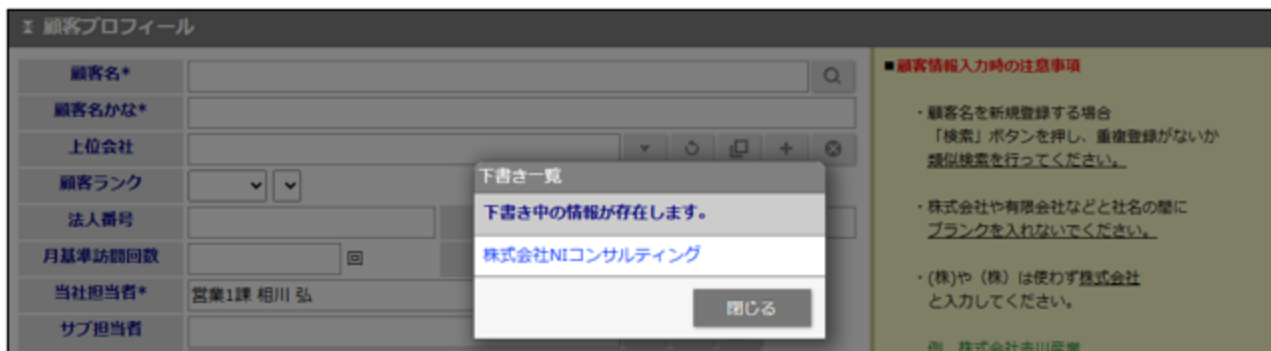 顧客プロフィール
顧客名*
顧客名かな*
上位会社
顧客ランク
法人番号
月基準訪問回数
回
当社担当者*
営業1課 相川 弘
サブ担当者
下書き一覧
下書き中の情報が存在します。
株式会社NIコンサルティング
閉じる
■顧客情報入力時の注意事項
・顧客名を新規登録する場合
「検索」ボタンを押し、重複登録がないか
類似検索を行ってください。
・株式会社や有限会社などと社名の間に
ブランクを入れないでください。
・(株)や（株）は使わず株式会社
と入力してください。
例 株式会社吉川産業